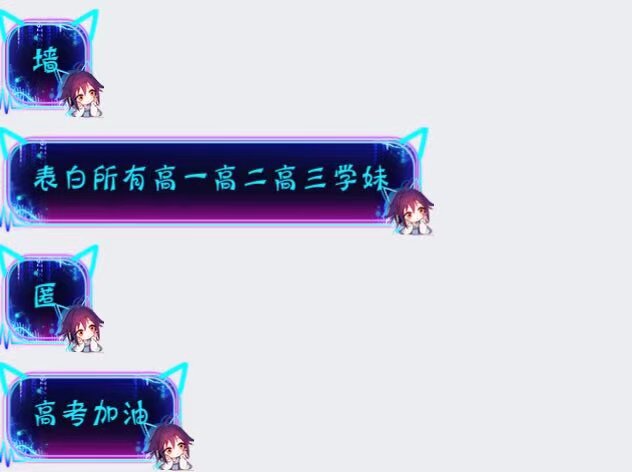 墙
表白所有高一高二高三学妹
匿
高考加油